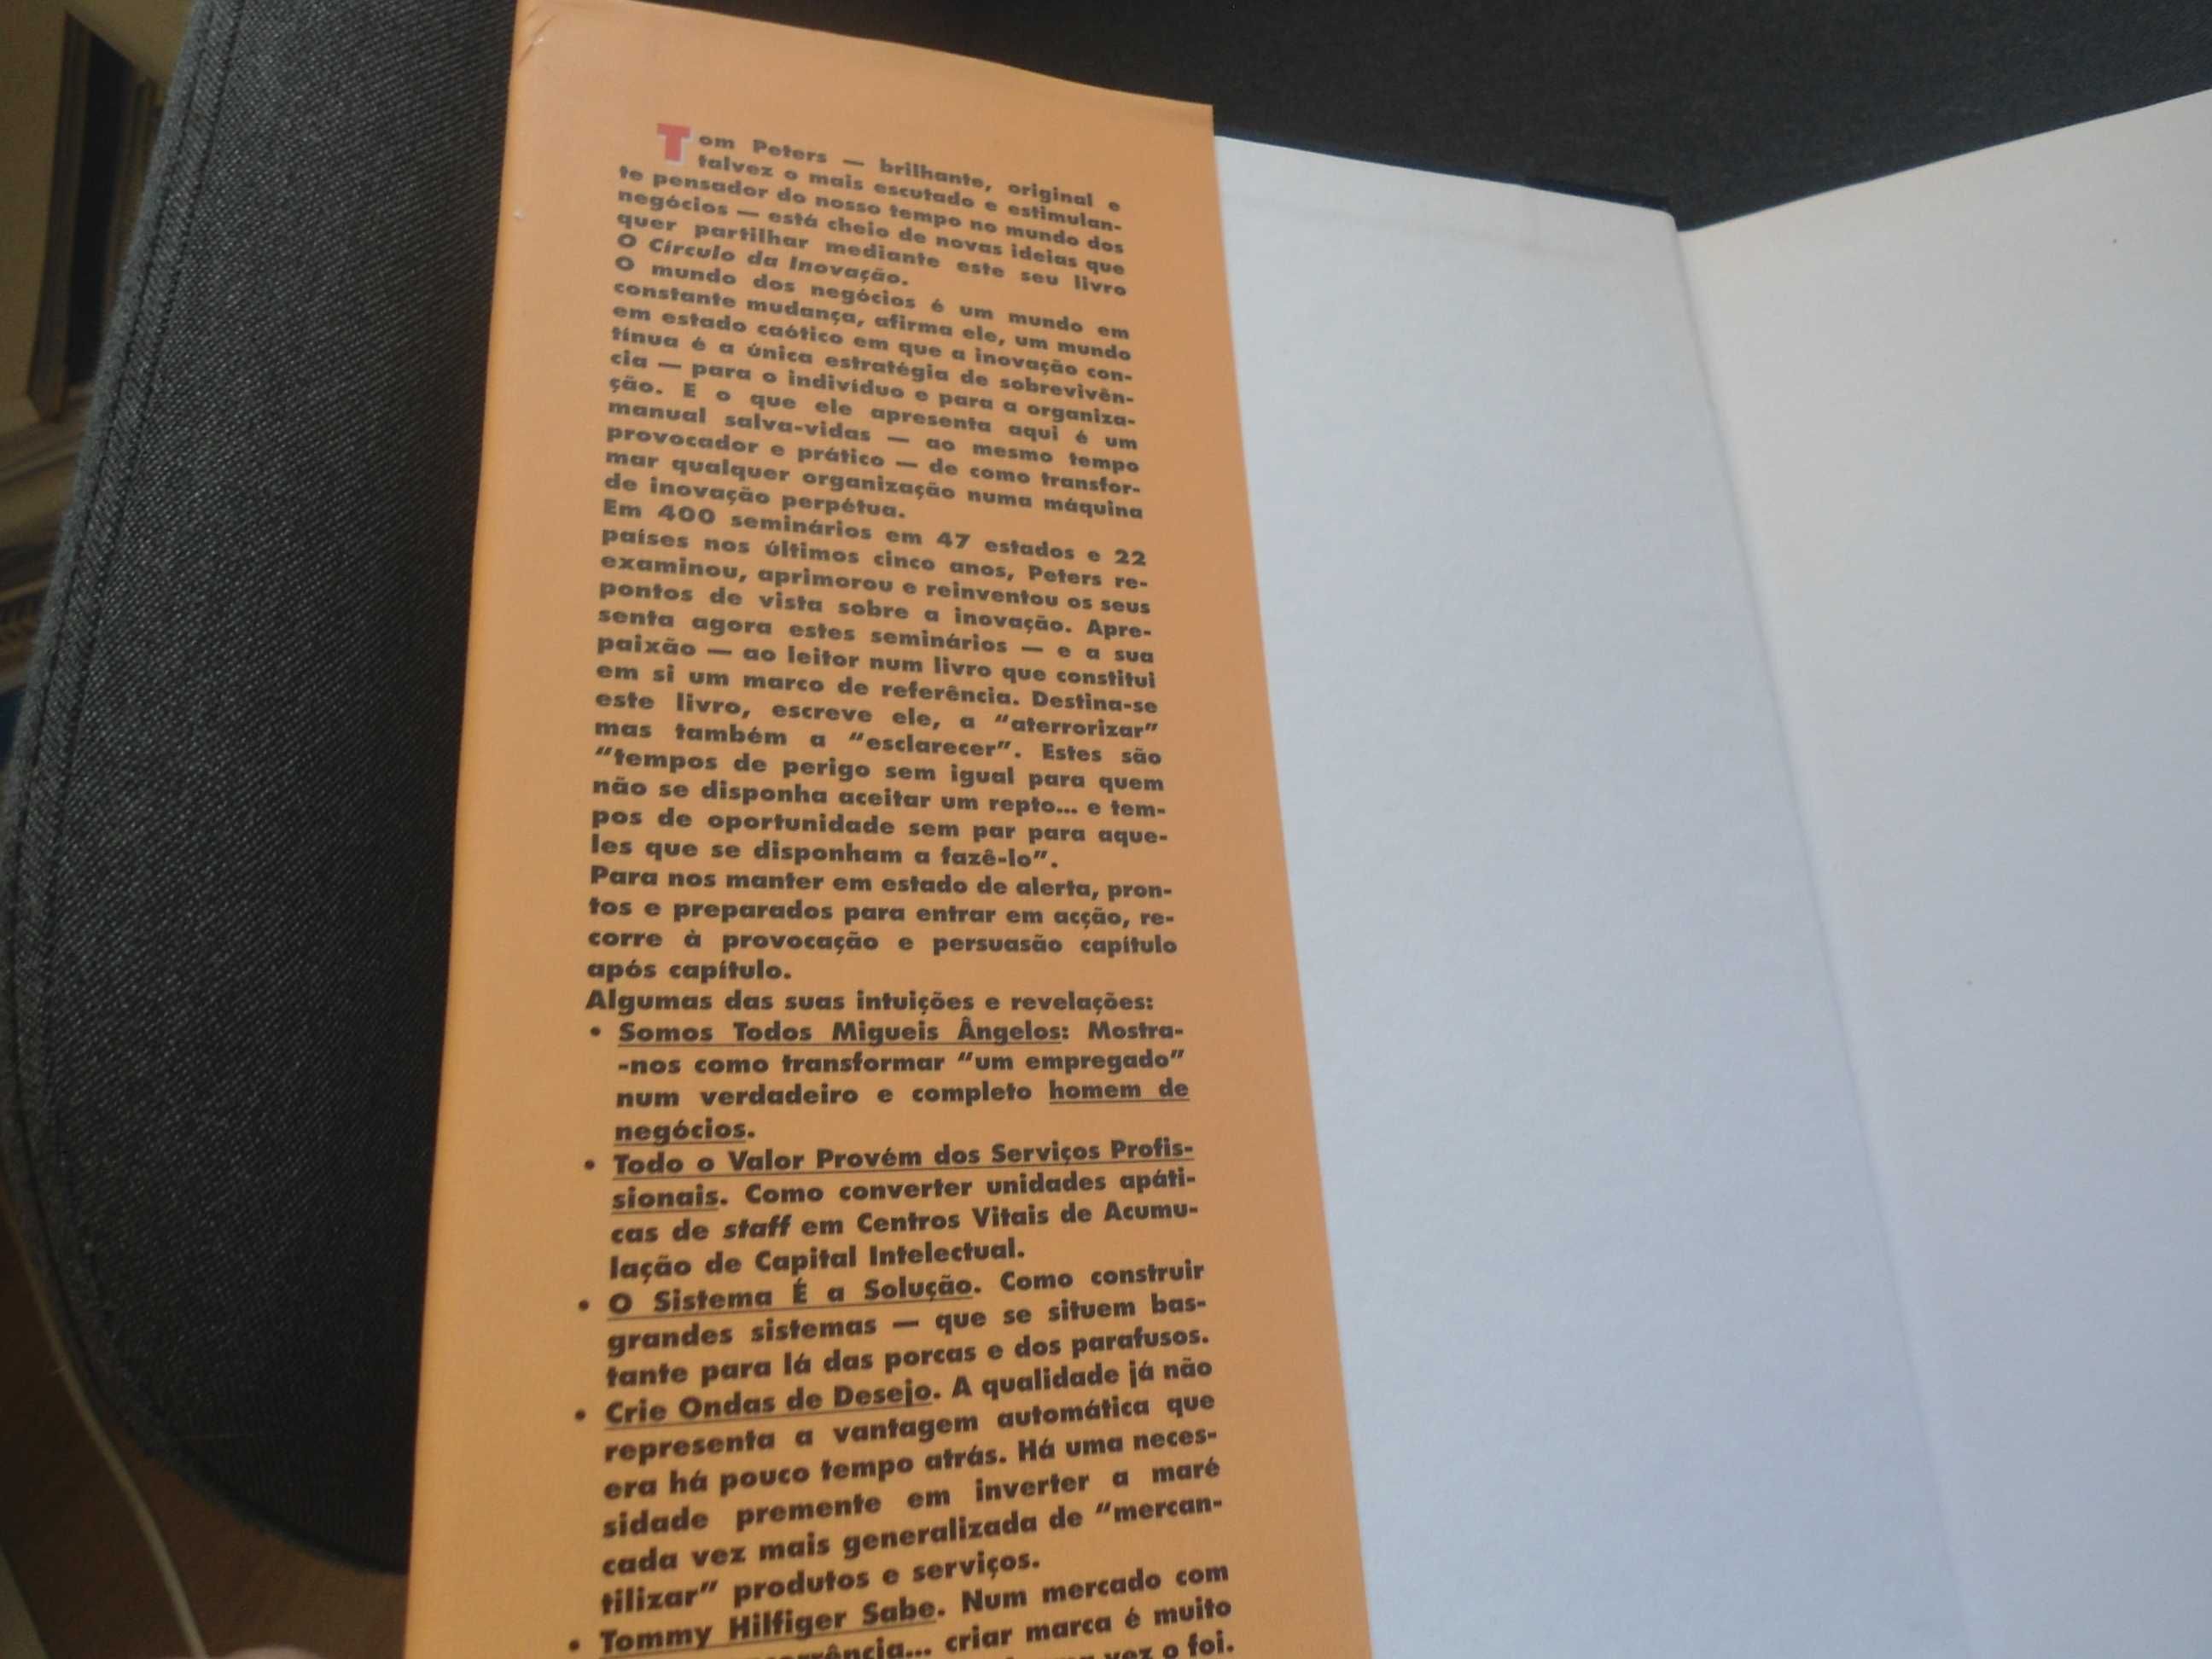 Tom Peters — brilhante, original e
talvez o mais escutado e estimulan-
te pensador do nosso tempo no mundo dos
negócios — está cheio de novas ideias que
quer partilhar mediante este seu livro
O Círculo da Inovação.
O mundo dos negócios é um mundo em
constante mudança, afirma ele, um mundo
em estado caótico em que a inovação con-
tínua é a única estratégia de sobrevivên-
cia — para o indivíduo e para a organiza-
ção. E o que ele apresenta aqui é um
manual salva-vidas — ao mesmo tempo
provocador e prático — de como transfor-
mar qualquer organização numa máquina
de inovação perpétua.
Em 400 seminários em 47 estados e 22
países nos últimos cinco anos, Peters re-
examinou, aprimorou e reinventou os seus
pontos de vista sobre a inovação. Apre-
senta agora estes seminários — e a sua
paixão — ao leitor num livro que constitui
em si um marco de referência. Destina-se
este livro, escreve ele, a “aterrorizar”
mas também a “esclarecer”. Estes são
“tempos de perigo sem igual para quem
não se disponha aceitar um repto... e tem-
pos de oportunidade sem par para aque-
les que se disponham a fazê-lo”.
Para nos manter em estado de alerta, pron-
tos e preparados para entrar em acção, re-
corre à provocação e persuasão capítulo
após capítulo.
Algumas das suas intuições e revelações:
• Somos Todos Migueis Ângelos: Mostra-
-nos como transformar “um empregado”
num verdadeiro e completo homem de
negócios.
• Todo o Valor Provém dos Serviços Profis-
sionais. Como converter unidades apáti-
cas de staff em Centros Vitais de Acumu-
lação de Capital Intelectual.
• O Sistema É a Solução. Como construir
grandes sistemas — que se situem bas-
tante para lá das porcas e dos parafusos.
• Crie Ondas de Desejo. A qualidade já não
representa a vantagem automática que
era há pouco tempo atrás. Há uma neces-
sidade premente em inverter a maré
cada vez mais generalizada de “mercan-
tilizar” produtos e serviços.
• Tommy Hilfiger Sabe. Num mercado com
criar marca é muito
vez o foi.